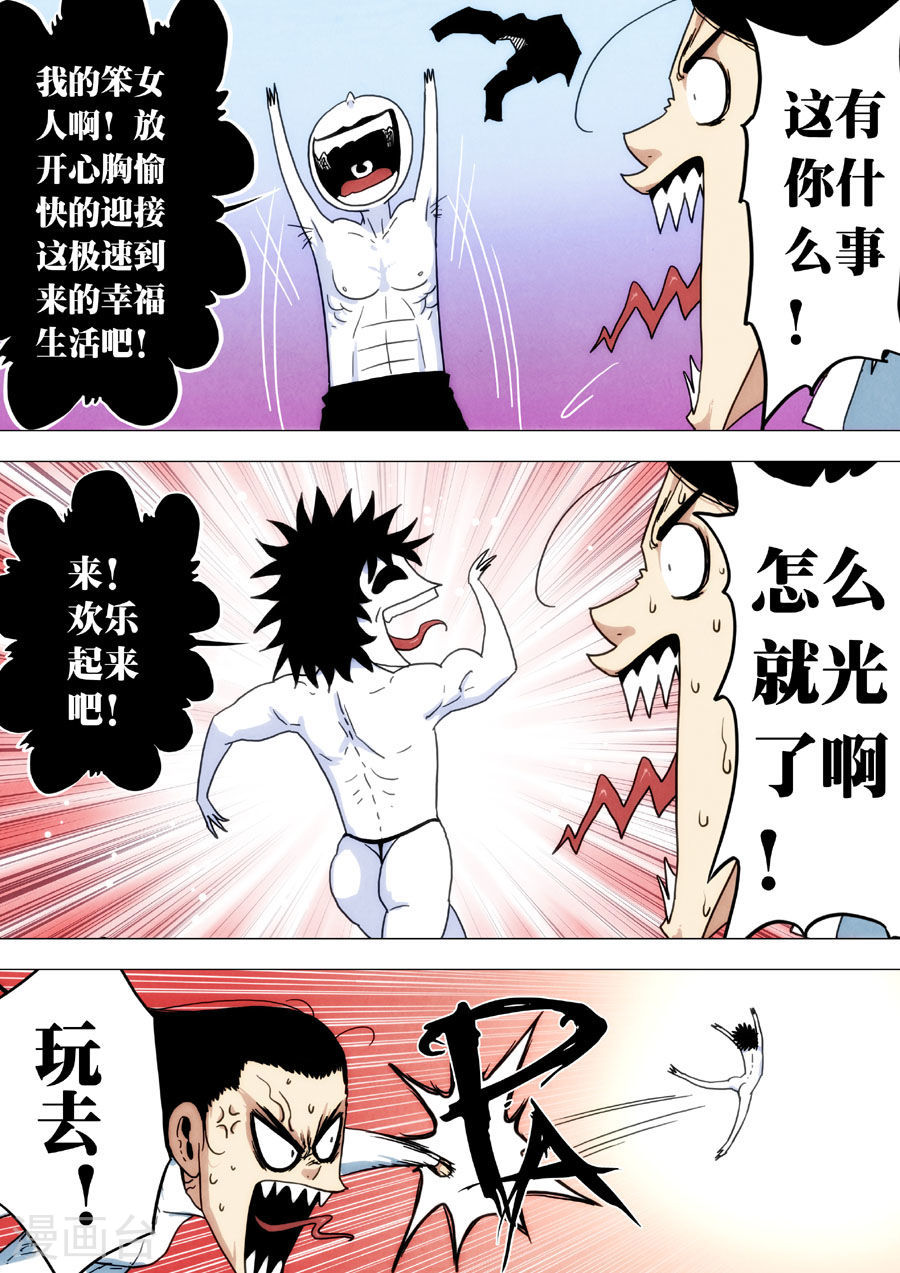 我的笨女
人啊！放
开心胸愉
快的迎接
这极速到
来的幸福
生活吧！
这有
你什
么事
！
来！
欢乐
起来
吧！
怎么
就光
了啊
！
玩
去
！
PA
漫画台